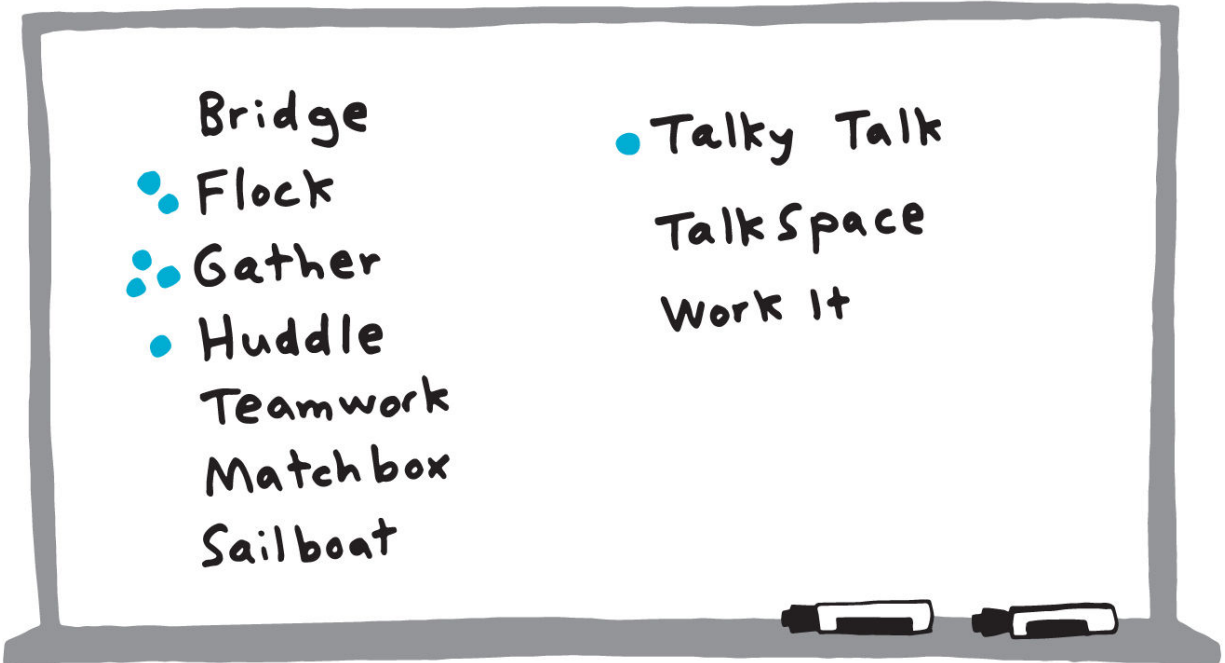 Bridge
Flock
Gather
Huddle
Teamwork
Matchbox
Sailboat
Talky Talk
TalkSpace
Work It